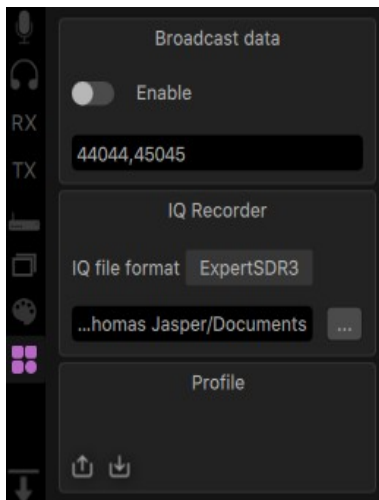 Broadcast data
Enable
RX
44044,45045
TX
IQ Recorder
IQ file format ExpertSDR3
...homas Jasper/Documents ...
Profile